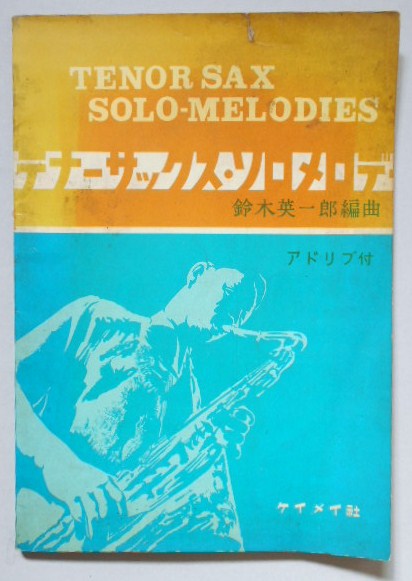 TENOR SAX
SOLO-MELODIES
テナーサックス・ソロ・メロデ
鈴木英一郎編曲
アドリブ付
ケイメイ社